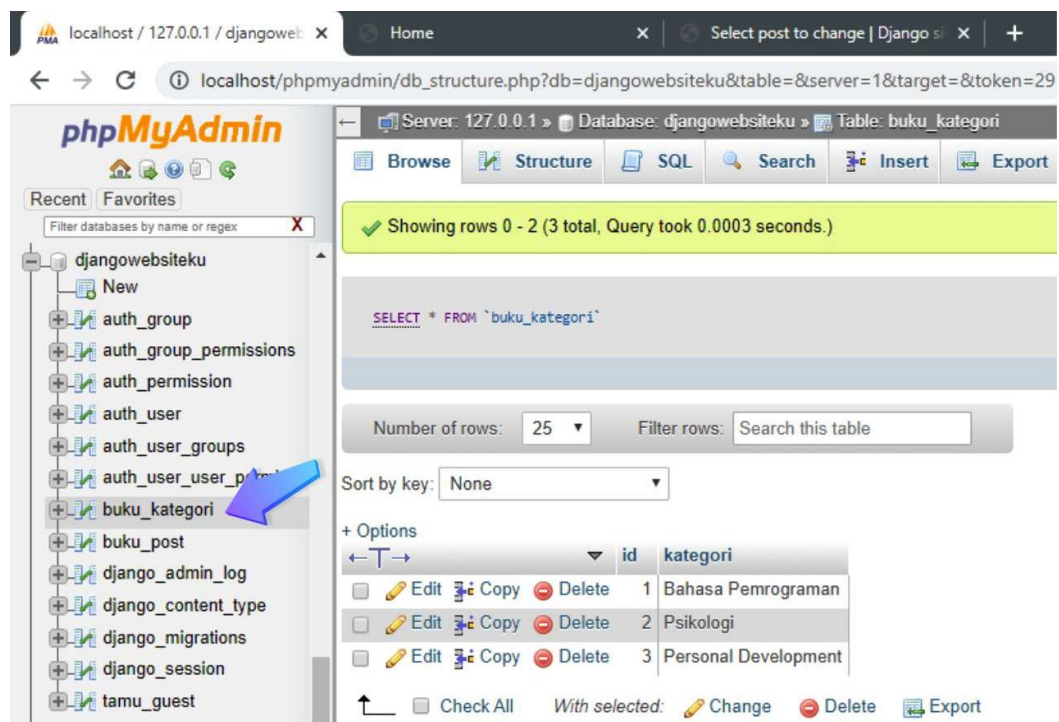 localhost / 127.0.0.1 / djangoweb
Home
Select post to change | Django si
localhost/phpmyadmin/db_structure.php?db=djangowebsiteku&table=&server=1&target=&token=29
phpMyAdmin
Recent Favorites
Filter databases by name or regex X
djangowebsiteku
New
auth_group
auth_group_permissions
auth_permission
auth_user
auth_user_groups
buku_kategori
buku_post
django_admin_log
django_content_type
django_migrations
django_session
tamu_guest
Server: 127.0.0.1 » Database: djangowebsiteku » Table: buku_kategori
Browse Structure SQL Search Insert Export
Showing rows 0 - 2 (3 total, Query took 0.0003 seconds.)
SELECT * FROM `buku_kategori`
Number of rows: 25 Filter rows: Search this table
Sort by key: None
+ Options
id kategori
Edit Copy Delete 1 Bahasa Pemrograman
Edit Copy Delete 2 Psikologi
Edit Copy Delete 3 Personal Development
Check All With selected: Change Delete Export